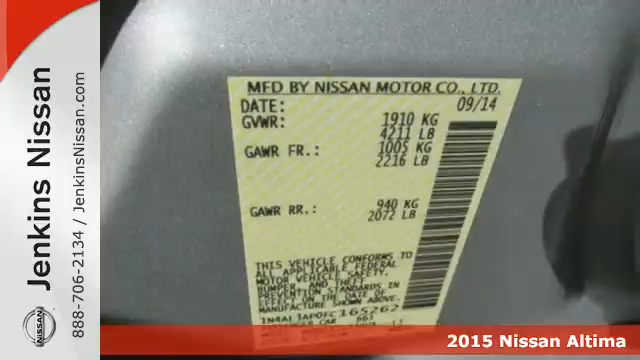 Jenkins Nissan
888-706-2134 / JenkinsNissan.com
NISSAN
MFD BY NISSAN MOTOR CO., LTD.
DATE: 09/14
GVWR: 1910 KG
4211 LB
GAWR FR.: 1005 KG
2216 LB
GAWR RR.: 940 KG
2072 LB
THIS VEHICLE CONFORMS TO
ALL APPLICABLE FEDERAL
MOTOR VEHICLE SAFETY,
BUMPER, AND THEFT
PREVENTION STANDARDS IN
EFFECT ON THE DATE OF
MANUFACTURE SHOWN ABOVE.
1N4AL3AP0FC165262
PASSENGER CAR
2015 Nissan Altima